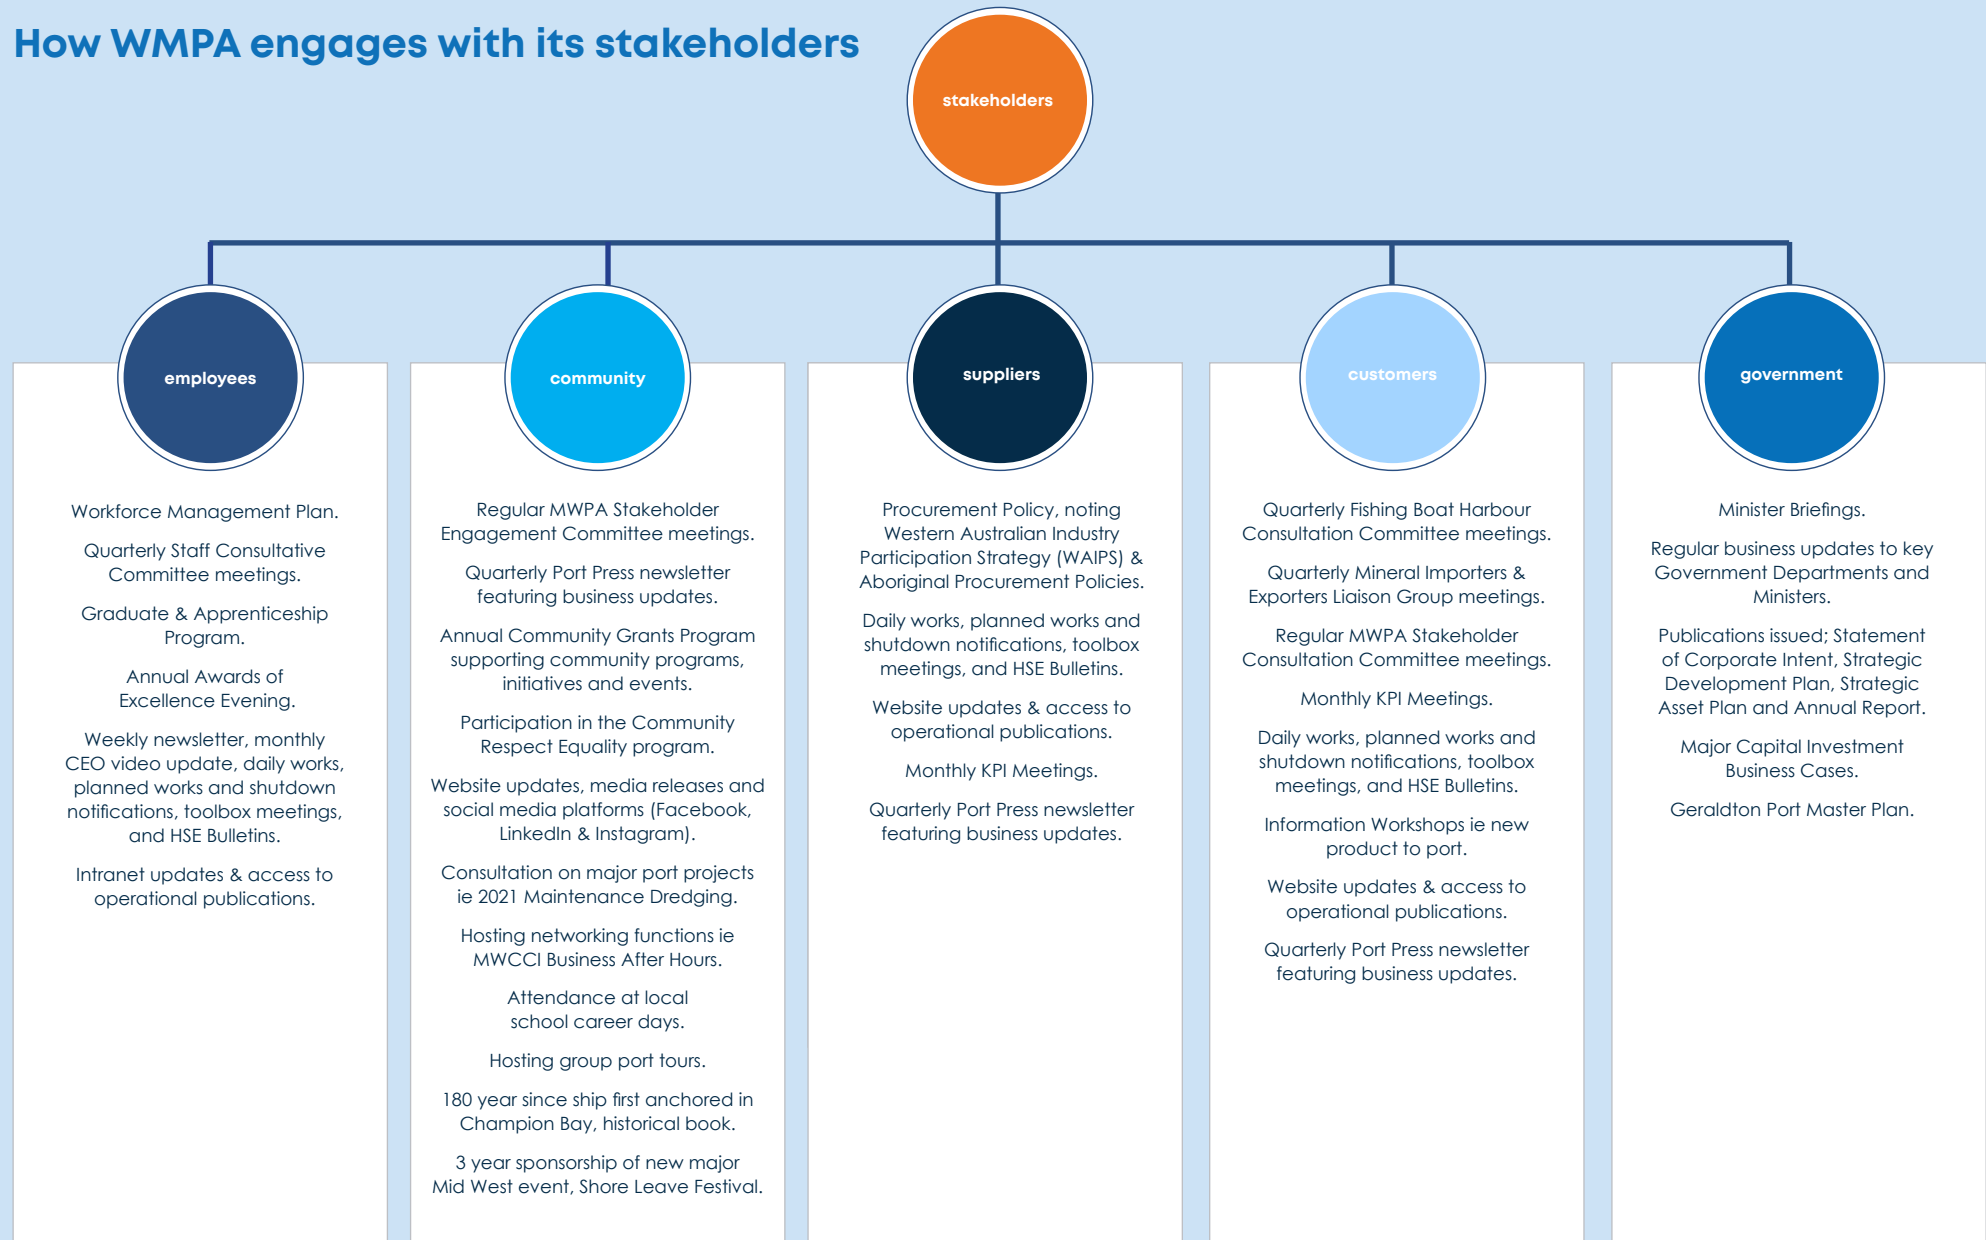 How WMPA engages with its stakeholders
stakeholders
employees
Workforce Management Plan.
Quarterly Staff Consultative
Committee meetings.
Graduate & Apprenticeship
Program.
Annual Awards of
Excellence Evening.
Weekly newsletter, monthly
CEO video update, daily works,
planned works and shutdown
notifications, toolbox meetings,
and HSE Bulletins.
Intranet updates & access to
operational publications.
community
Regular MWPA Stakeholder
Engagement Committee meetings.
Quarterly Port Press newsletter
featuring business updates.
Annual Community Grants Program
supporting community programs,
initiatives and events.
Participation in the Community
Respect Equality program.
Website updates, media releases and
social media platforms (Facebook,
LinkedIn & Instagram).
Consultation on major port projects
ie 2021 Maintenance Dredging.
Hosting networking functions ie
MWCCI Business After Hours.
Attendance at local
school career days.
Hosting group port tours.
180 year since ship first anchored in
Champion Bay, historical book.
3 year sponsorship of new major
Mid West event, Shore Leave Festival.
suppliers
Procurement Policy, noting
Western Australian Industry
Participation Strategy (WAIPS) &
Aboriginal Procurement Policies.
Daily works, planned works and
shutdown notifications, toolbox
meetings, and HSE Bulletins.
Website updates & access to
operational publications.
Monthly KPI Meetings.
Quarterly Port Press newsletter
featuring business updates.
customers
Quarterly Fishing Boat Harbour
Consultation Committee meetings.
Quarterly Mineral Importers &
Exporters Liaison Group meetings.
Regular MWPA Stakeholder
Consultation Committee meetings.
Monthly KPI Meetings.
Daily works, planned works and
shutdown notifications, toolbox
meetings, and HSE Bulletins.
Information Workshops ie new
product to port.
Website updates & access to
operational publications.
Quarterly Port Press newsletter
featuring business updates.
government
Minister Briefings.
Regular business updates to key
Government Departments and
Ministers.
Publications issued; Statement
of Corporate Intent, Strategic
Development Plan, Strategic
Asset Plan and Annual Report.
Major Capital Investment
Business Cases.
Geraldton Port Master Plan.